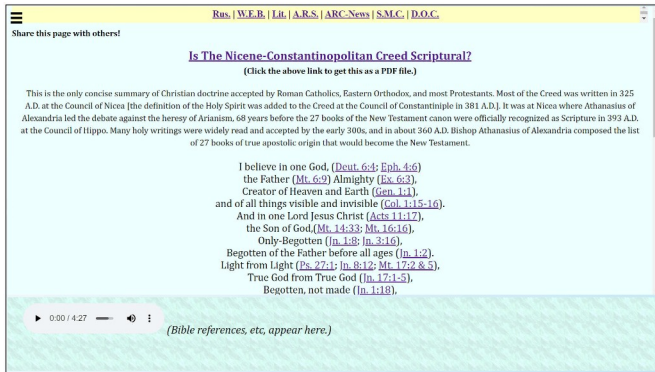 Rus. | W.E.B. | Lit. | A.R.S. | ARC-News | S.M.C. | D.O.C.
Share this page with others!
Is The Nicene-Constantinopolitan Creed Scriptural?
(Click the above link to get this as a PDF file.)
This is the only concise summary of Christian doctrine accepted by Roman Catholics, Eastern Orthodox, and most Protestants. Most of the Creed was written in 325
A.D. at the Council of Nicea [the definition of the Holy Spirit was added to the Creed at the Council of Constantiniple in 381 A.D.]. It was at Nicea where Athanasius of
Alexandria led the debate against the heresy of Arianism, 68 years before the 27 books of the New Testament canon were officially recognized as Scripture in 393 A.D.
at the Council of Hippo. Many holy writings were widely read and accepted by the early 300s, and in about 360 A.D. Bishop Athanasius of Alexandria composed the list
of 27 books of true apostolic origin that would become the New Testament.
I believe in one God, (Deut. 6:4; Eph. 4:6)
the Father (Mt. 6:9) Almighty (Ex. 6:3),
Creator of Heaven and Earth (Gen. 1:1),
and of all things visible and invisible (Col. 1:15-16).
And in one Lord Jesus Christ (Acts 11:17),
the Son of God,(Mt. 14:33; Mt. 16:16),
Only-Begotten (Jn. 1:8; Jn. 3:16),
Begotten of the Father before all ages (Jn. 1:2).
Light from Light (Ps. 27:1; Jn. 8:12; Mt. 17:2 & 5),
True God from True God (Jn. 17:1-5),
Begotten, not made (Jn. 1:18),
0:00 / 4:27
(Bible references, etc, appear here.)